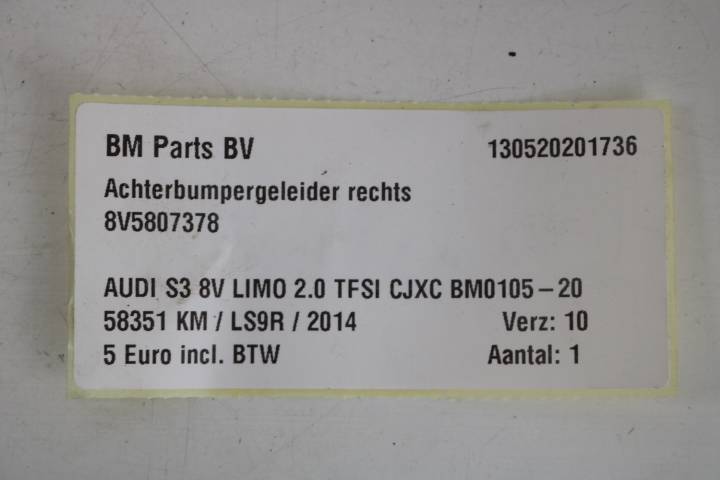 BM Parts BV 130520201736
Achterbumpergeleider rechts
8V5807378
AUDI S3 8V LIMO 2.0 TFSI CJXC BM0105-20
58351 KM / LS9R / 2014 Verz: 10
5 Euro incl. BTW Aantal: 1